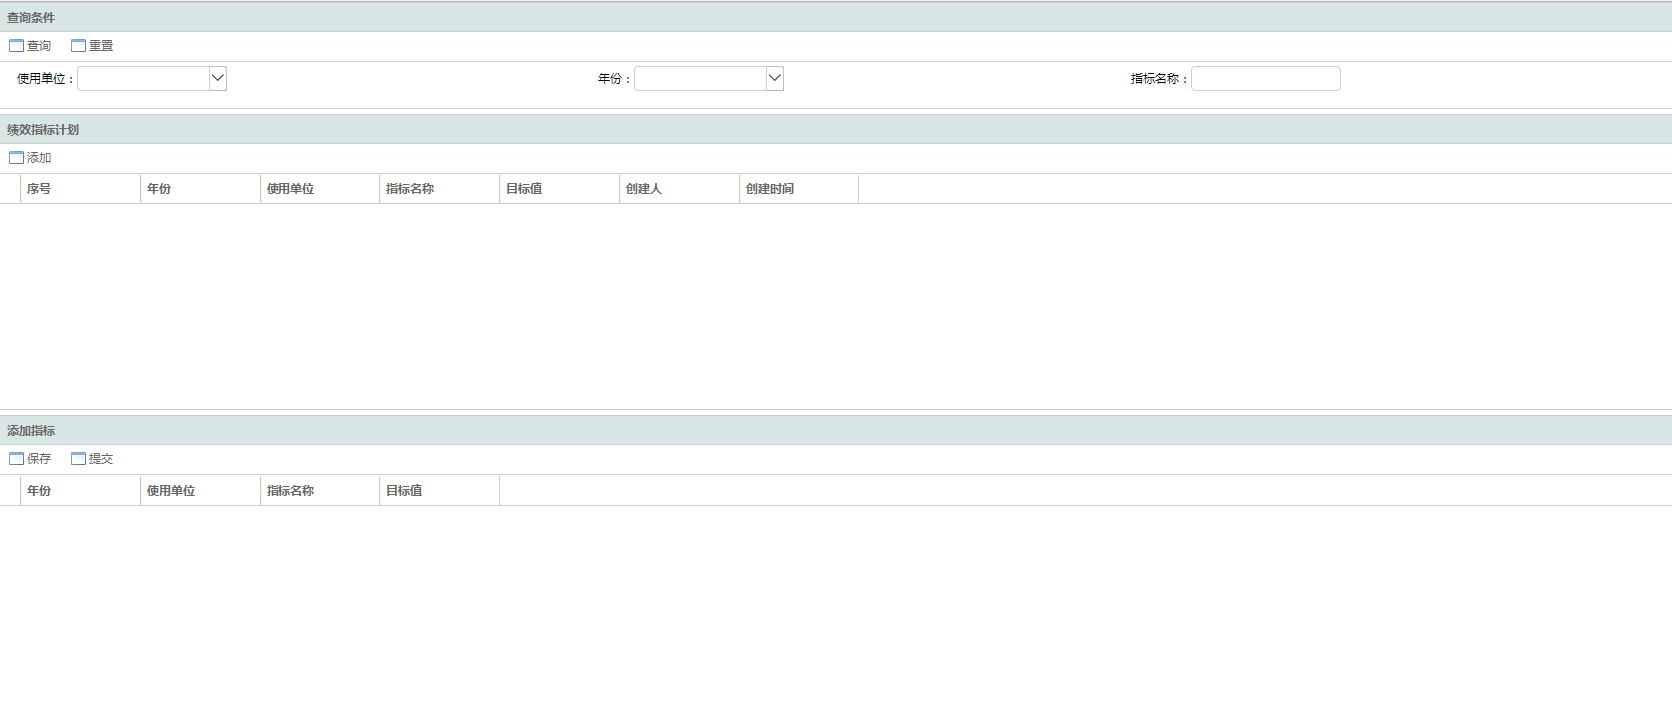 查询条件
查询 重置
使用单位： 年份： 指标名称：
绩效指标计划
添加
序号 年份 使用单位 指标名称 目标值 创建人 创建时间
添加指标
保存 提交
年份 使用单位 指标名称 目标值